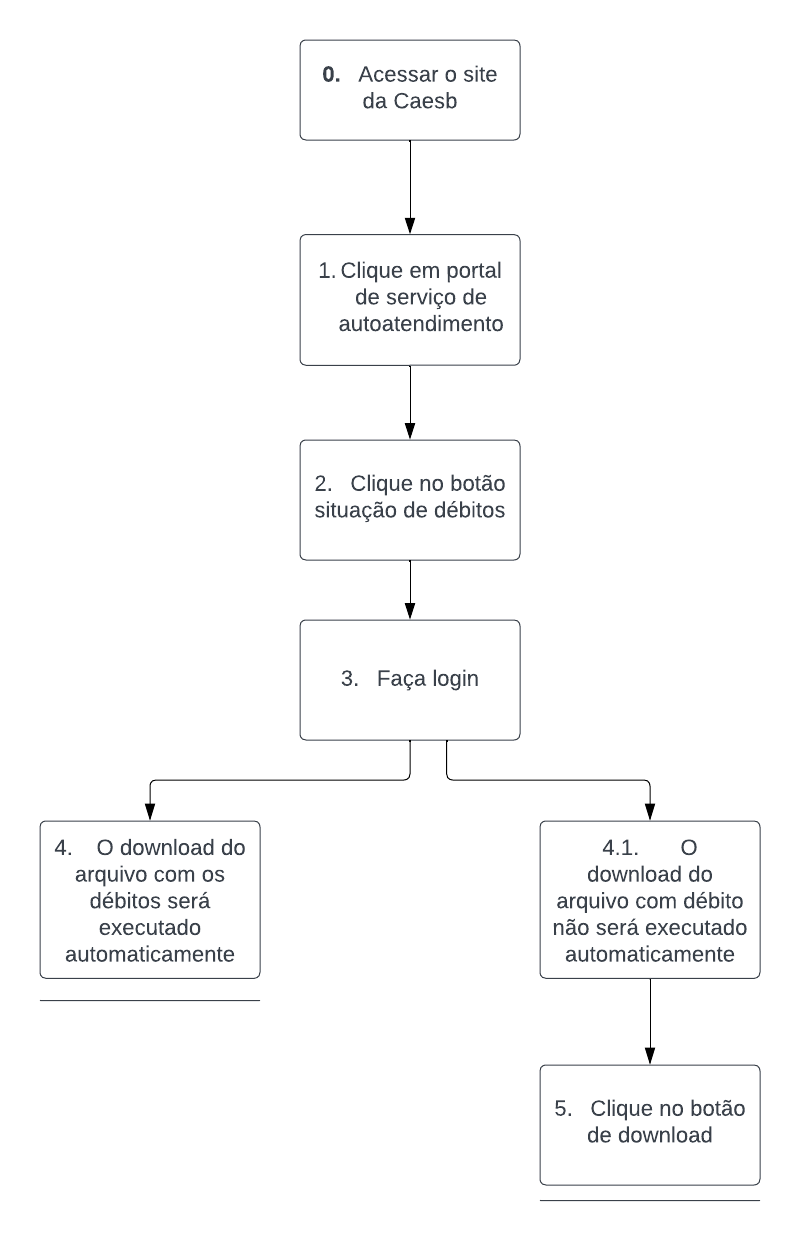 0. Acessar o site
da Caesb
1. Clique em portal
de serviço de
autoatendimento
2. Clique no botão
situação de débitos
3. Faça login
4. O download do
arquivo com os
débitos será
executado
automaticamente
4.1. O
download do
arquivo com débito
não será executado
automaticamente
5. Clique no botão
de download